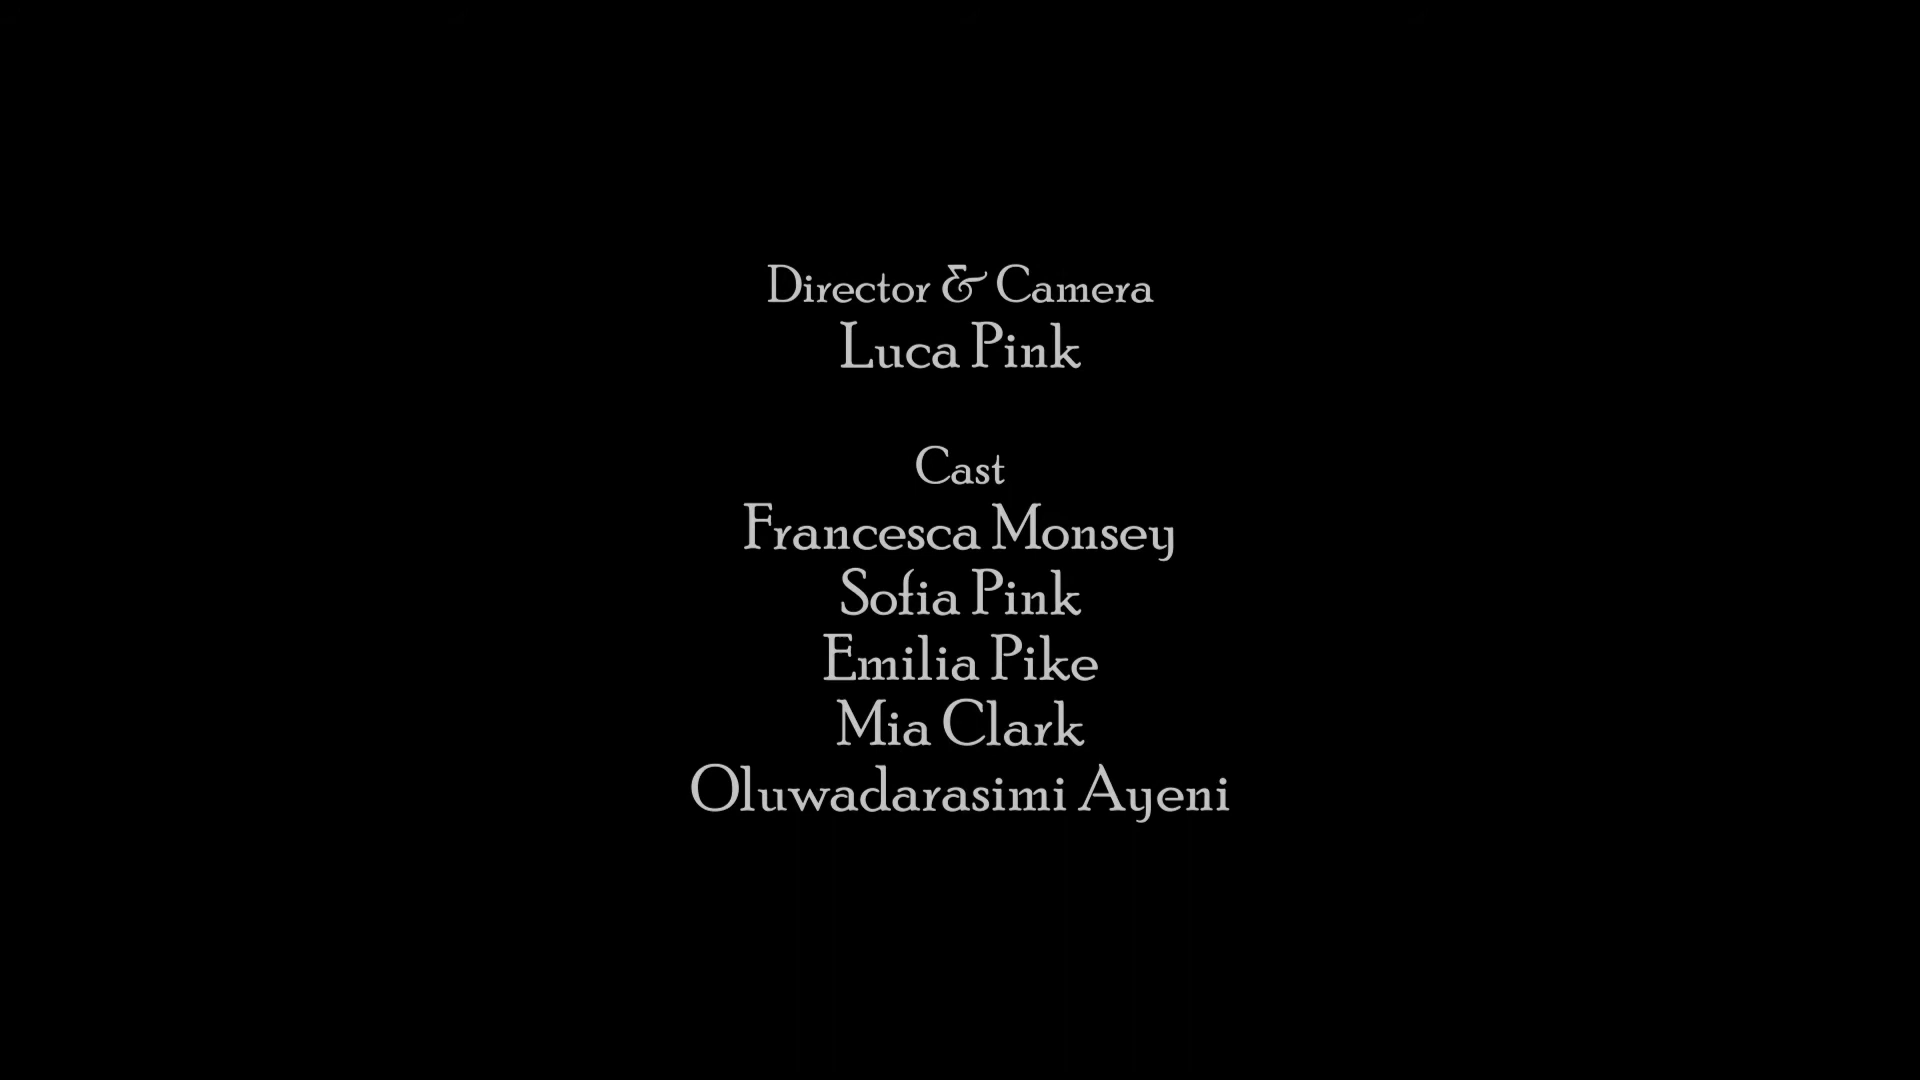 Director & Camera
Luca Pink
Cast
Francesca Monsey
Sofia Pink
Emilia Pike
Mia Clark
Oluwadarasimi Ayeni